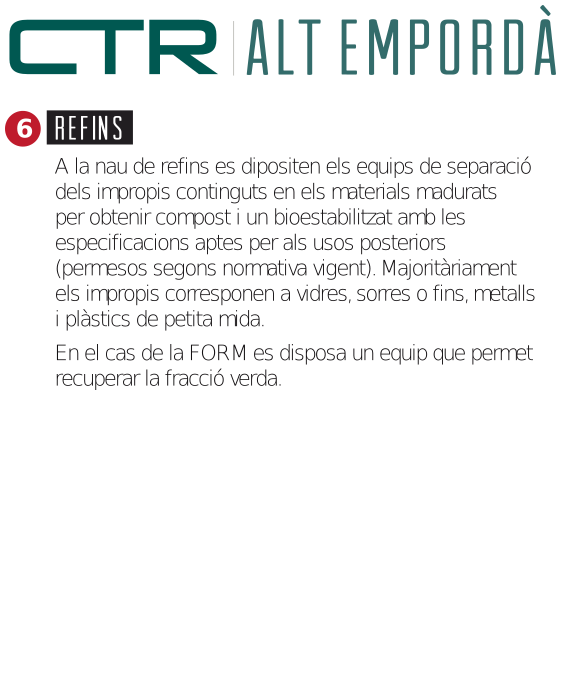 CTR ALT EMPORDÀ
6 REFINS
A la nau de refins es dipositen els equips de separació
dels impropis continguts en els materials madurats
per obtenir compost i un bioestabilitzat amb les
especificacions aptes per als usos posteriors
(permesos segons normativa vigent). Majoritàriament
els impropis corresponen a vidres, sorres o fins, metalls
i plàstics de petita mida.
En el cas de la FORM es disposa un equip que permet
recuperar la fracció verda.